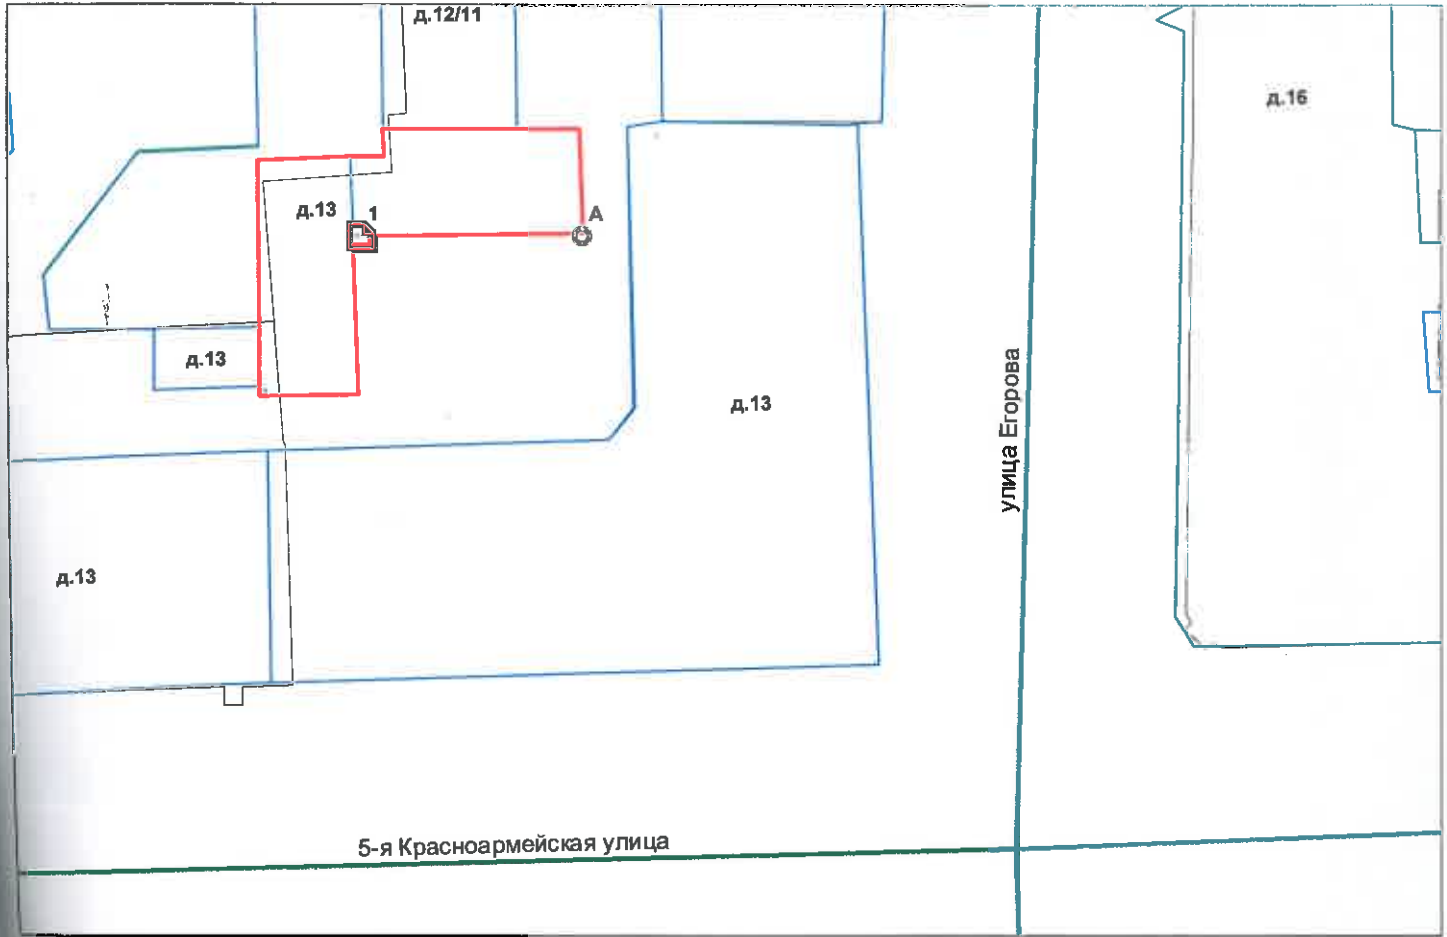 д.12/11
д.16
д.13
1
А
д.13
д.13
улица Егорова
д.13
5-я Красноармейская улица